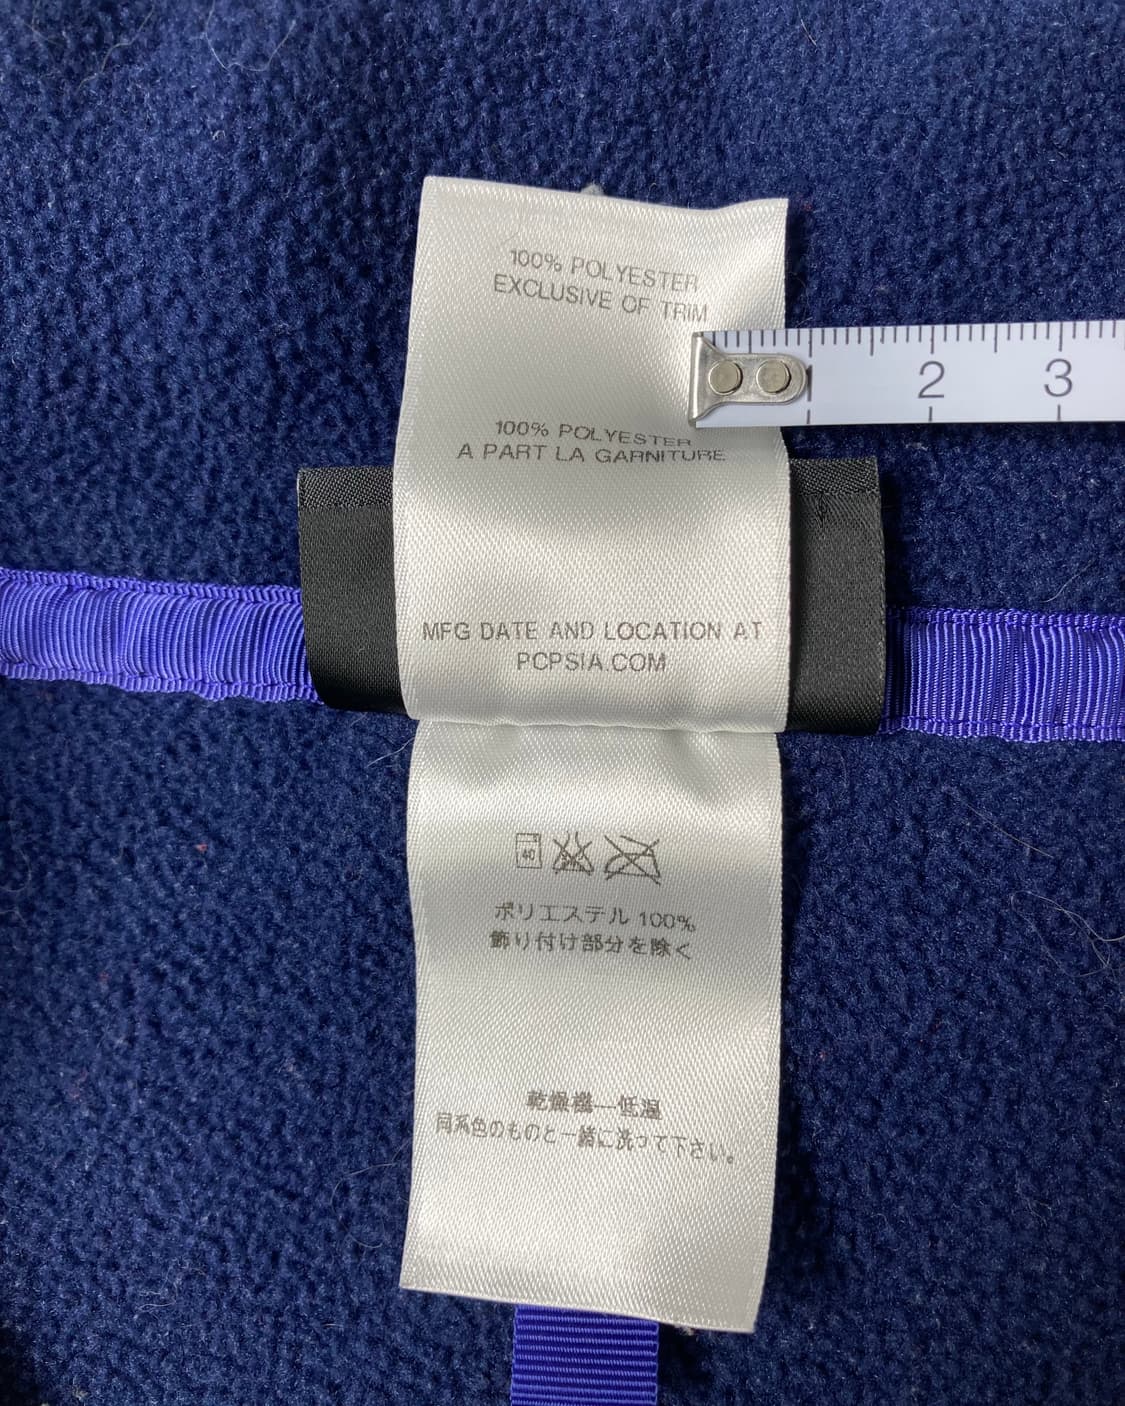 100% POLYESTER
EXCLUSIVE OF TRIM
2 3
100% POLYESTER
A PART LA GARNITURE
MFG DATE AND LOCATION AT
PCPSIA.COM
40
ポリエステル 100%
飾り付け部分を除く
乾燥機—低温
同系色のものと一緒に洗って下さい。